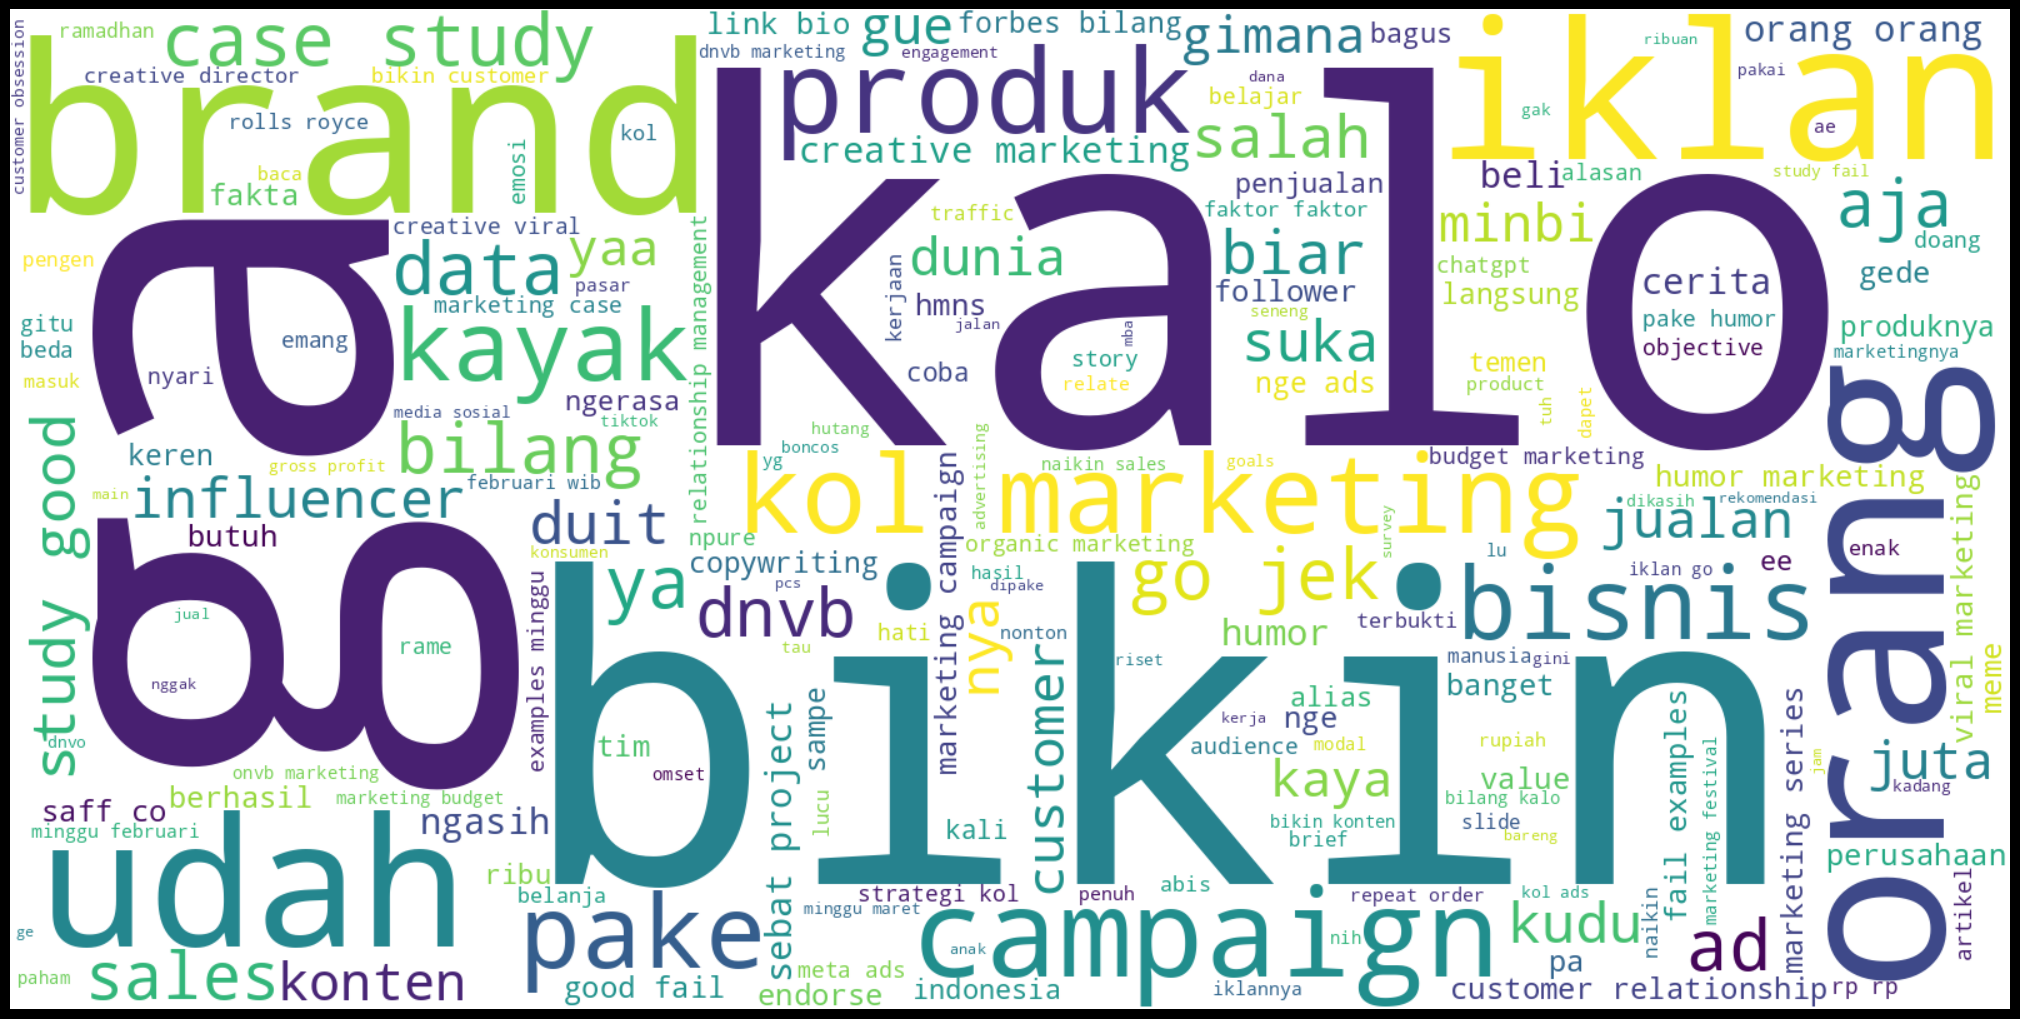 customer obsession
ramadhan
case study
link bio
gue
forbes bilang
gimana
bagus
ribuan
orang orang
creative director
bikin customer
dnvb marketing
engagement
brand
produk
kalo
iklan
dana
pakai
belajar
gak
ae
rolls royce
kol
emosi
baca
fakta
creative marketing
salah
penjualan
beli
alasan
study fail
faktor faktor
minbi
aja
doang
creative viral
traffic
yaa
data
dunia
biar
pengen
pasar
marketing case
relationship management
kerjaan
hmns
jalan
mba
follower
seneng
chatgpt
langsung
cerita
gede
pake humor
objective
produknya
marketingnya
gitu
beda
emang
ga
kayak
masuk
nyari
ngerasa
coba
story
relate
suka
nge ads
temen
product
tuh
dapet
orang
media sosial
tiktok
bilang
study good
keren
gross profit
februari wib
main
influencer
hutang
boncos
yg
advertising
naikin sales
goals
budget marketing
humor marketing
dikasih
rekomendasi
kol marketing
butuh
duit
npure
marketing campaign
organic marketing
survey
jualan
lu
enak
ee
viral marketing
konsumen
copywriting
pcs
hasil
dipake
go jek
iklan go
bisnis
ya
dnvb
examples minggu
jual
rame
nggak
tau
hati
nya
nonton
humor
terbukti
bikin
customer
riset
manusia
gini
banget
meme
dnvo
tim
omset
sebat project
sampe
lucu
alias
nge
kerja
audience
modal
rupiah
fail examples
marketing festival
marketing series
jam
juta
kadang
onvb marketing
berhasil
marketing budget
kaya
value
bilang kalo
slide
bareng
saff co
ngasih
minggu februari
kali
bikin konten
brief
perusahaan
udah
ribu
belanja
strategi kol
penuh
abis
repeat order
kol ads
naikin
artikel
pake
minggu maret
campaign
kudu
ge
anak
nih
ad
pa
paham
sales
konten
good fail
meta ads
endorse
indonesia
iklannya
customer relationship
rp rp